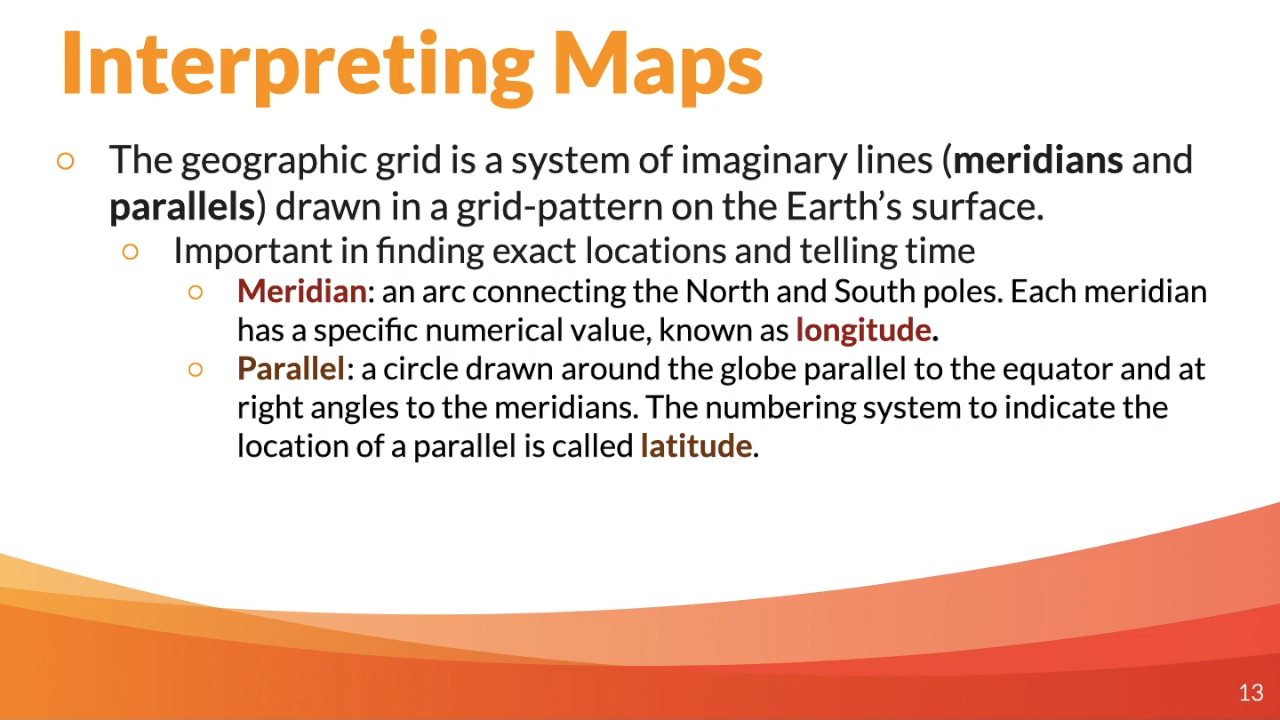 Interpreting Maps
○ The geographic grid is a system of imaginary lines (meridians and
parallels) drawn in a grid-pattern on the Earth’s surface.
○ Important in finding exact locations and telling time
○ Meridian: an arc connecting the North and South poles. Each meridian
has a specific numerical value, known as longitude.
○ Parallel: a circle drawn around the globe parallel to the equator and at
right angles to the meridians. The numbering system to indicate the
location of a parallel is called latitude.
13